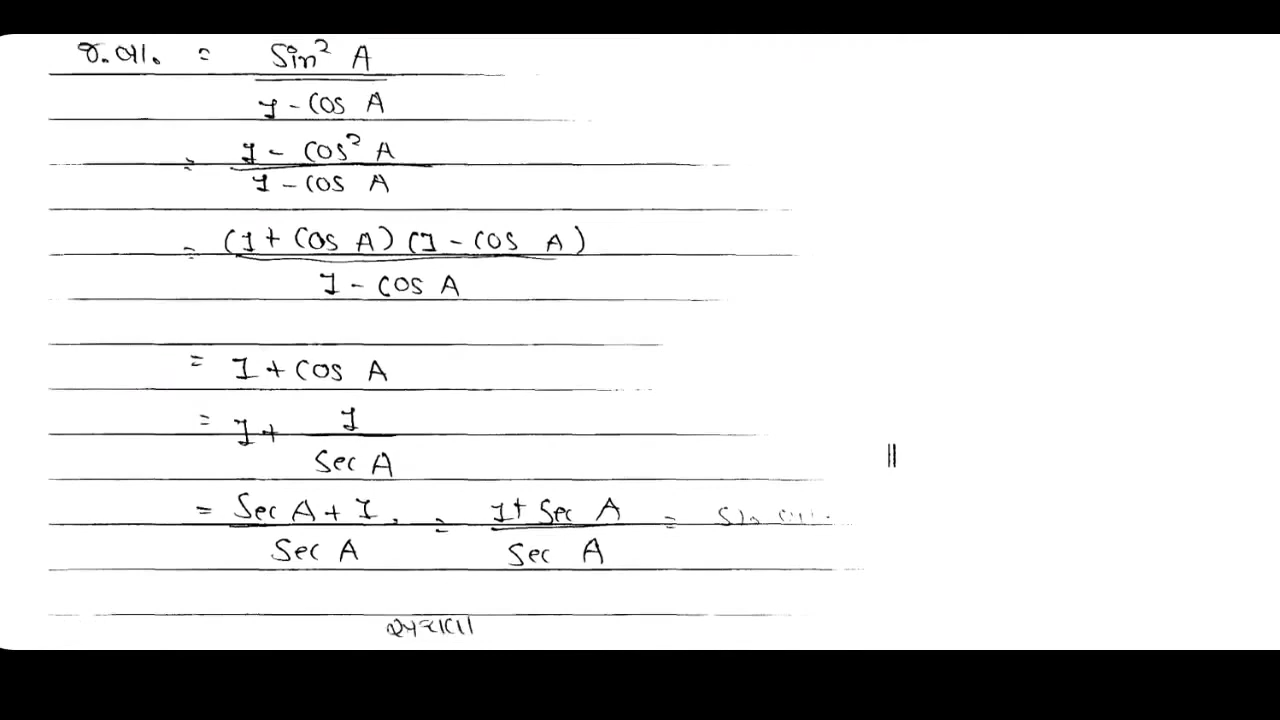 જ.બા. = Sin² A / 1 - Cos A
= 1 - Cos² A / 1 - Cos A
= (1 + Cos A) (1 - Cos A) / 1 - Cos A
= 1 + Cos A
= 1 + 1 / Sec A
= Sec A + 1 / Sec A = 1 + Sec A / Sec A =